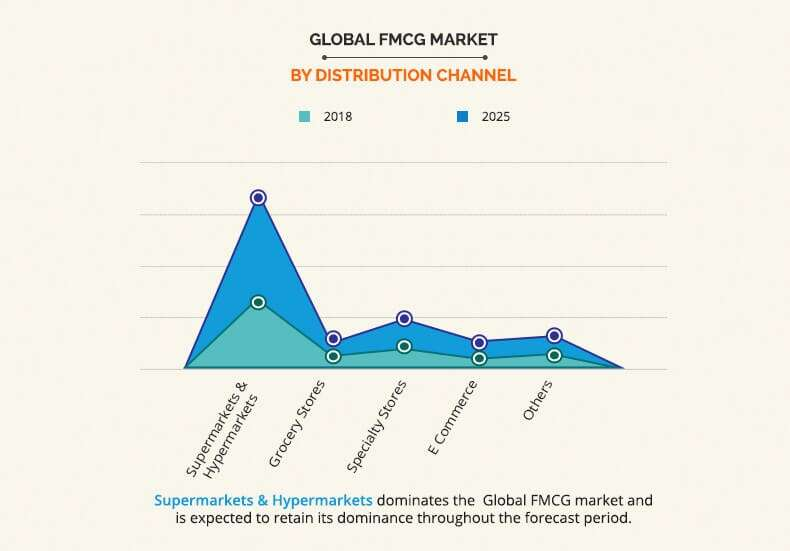 GLOBAL FMCG MARKET
BY DISTRIBUTION CHANNEL
2018
2025
Supermarkets &
Hypermarkets
Grocery Stores
Specialty Stores
E Commerce
Others
Supermarkets & Hypermarkets dominates the Global FMCG market and
is expected to retain its dominance throughout the forecast period.